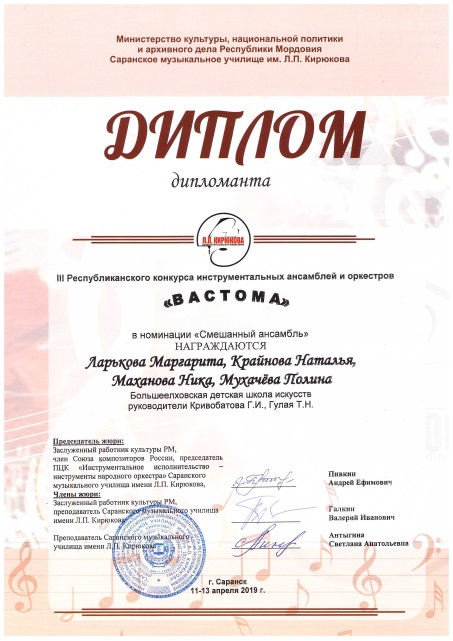 Министерство культуры, национальной политики
и архивного дела Республики Мордовия
Саранское музыкальное училище им. Л.П. Кирюкова
ДИПЛОМ
дипломанта
Л.П. КИРЮКОВА
III Республиканского конкурса инструментальных ансамблей и оркестров
«ВАСТОМА»
в номинации «Смешанный ансамбль»
НАГРАЖДАЮТСЯ
Ларькова Маргарита, Крайнова Наталья,
Маханова Ника, Мухачёва Полина
Большеелховская детская школа искусств
руководители Кривобатова Г.И., Гулая Т.Н.
Председатель жюри:
Заслуженный работник культуры РМ,
член Союза композиторов России, председатель
ПЦК «Инструментальное исполнительство –
инструменты народного оркестра» Саранского
музыкального училища имени Л.П. Кирюкова,
Пивкин
Андрей Ефимович
Члены жюри:
Заслуженный работник культуры РМ,
преподаватель Саранского музыкального училища
имени Л.П. Кирюкова
Галкин
Валерий Иванович
Преподаватель Саранского музыкального
училища имени Л.П. Кирюкова
Антыгина
Светлана Анатольевна
г. Саранск
11-13 апреля 2019 г.